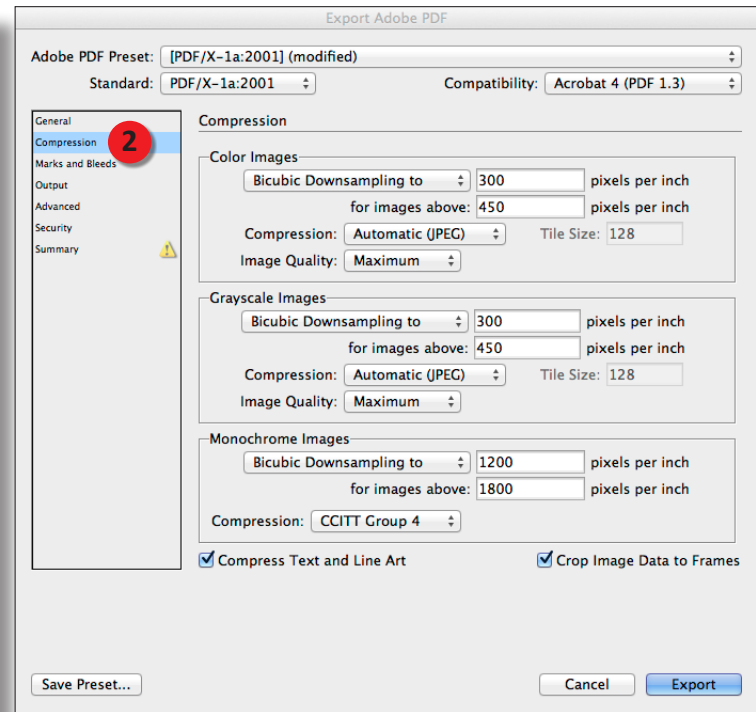 Export Adobe PDF
Adobe PDF Preset: [PDF/X-1a:2001] (modified)
Standard: PDF/X-1a:2001 Compatibility: Acrobat 4 (PDF 1.3)
General
Compression 2
Marks and Bleeds
Output
Advanced
Security
Summary
Compression
Color Images
Bicubic Downsampling to 300 pixels per inch
for images above: 450 pixels per inch
Compression: Automatic (JPEG) Tile Size: 128
Image Quality: Maximum
Grayscale Images
Bicubic Downsampling to 300 pixels per inch
for images above: 450 pixels per inch
Compression: Automatic (JPEG) Tile Size: 128
Image Quality: Maximum
Monochrome Images
Bicubic Downsampling to 1200 pixels per inch
for images above: 1800 pixels per inch
Compression: CCITT Group 4
Compress Text and Line Art Crop Image Data to Frames
Save Preset... Cancel Export